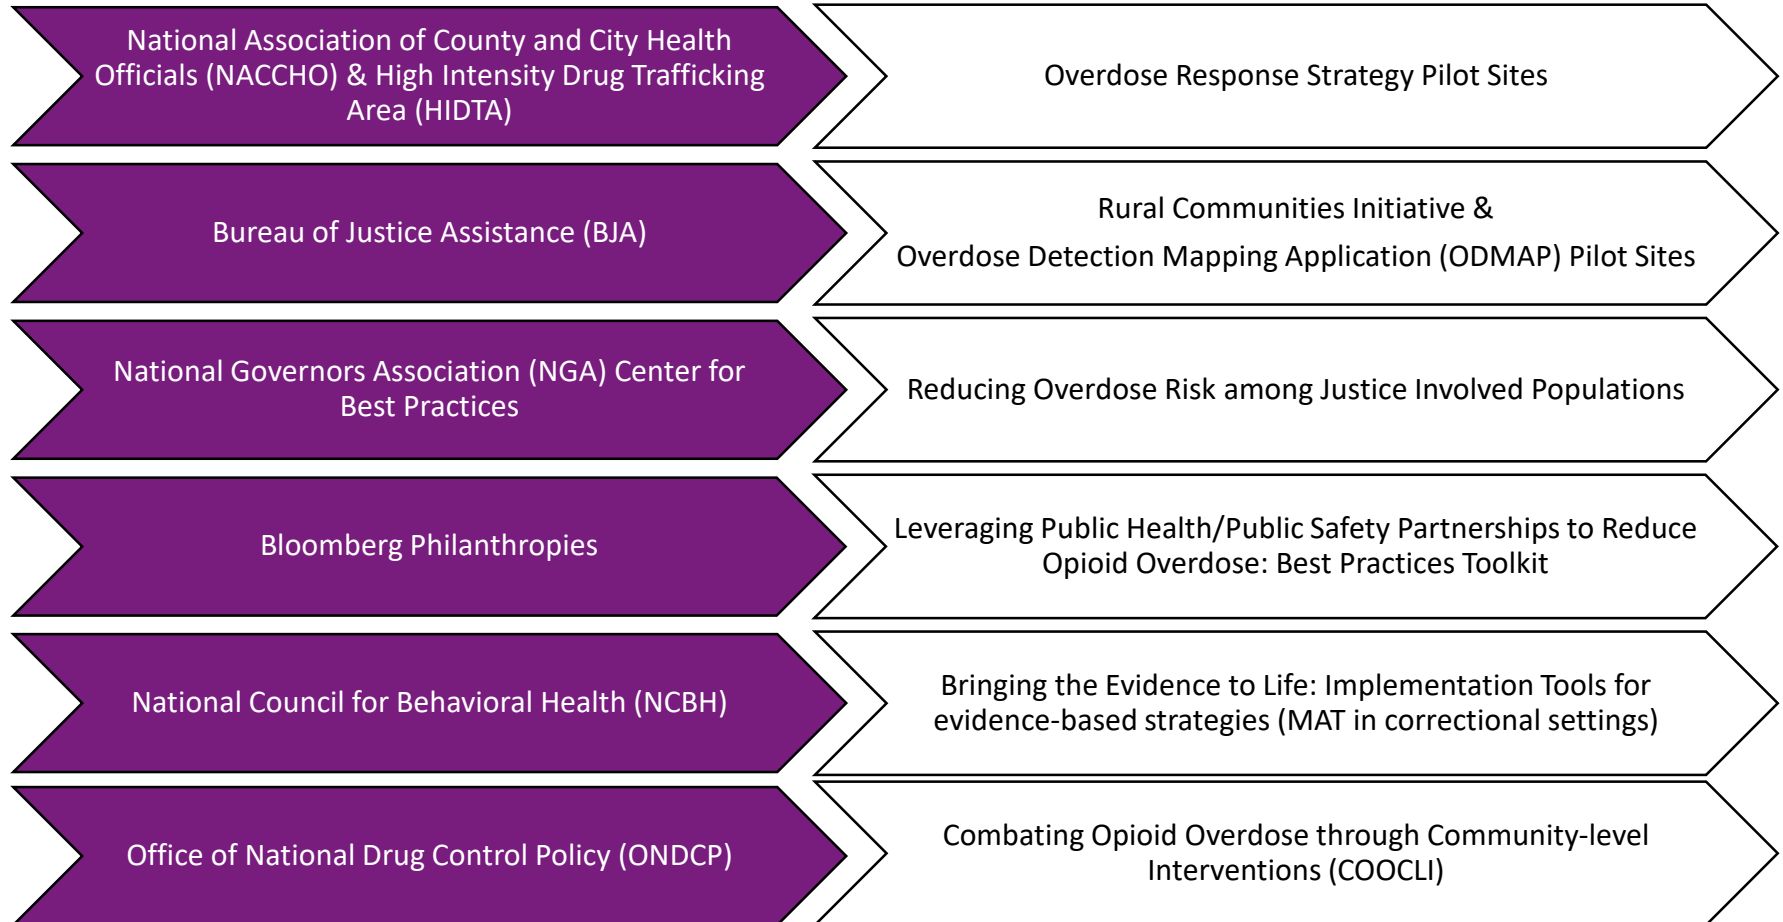 National Association of County and City Health
Officials (NACCHO) & High Intensity Drug Trafficking
Area (HIDTA)
Overdose Response Strategy Pilot Sites
Bureau of Justice Assistance (BJA)
Rural Communities Initiative &
Overdose Detection Mapping Application (ODMAP) Pilot Sites
National Governors Association (NGA) Center for
Best Practices
Reducing Overdose Risk among Justice Involved Populations
Bloomberg Philanthropies
Leveraging Public Health/Public Safety Partnerships to Reduce
Opioid Overdose: Best Practices Toolkit
National Council for Behavioral Health (NCBH)
Bringing the Evidence to Life: Implementation Tools for
evidence-based strategies (MAT in correctional settings)
Office of National Drug Control Policy (ONDCP)
Combating Opioid Overdose through Community-level
Interventions (COOCLI)